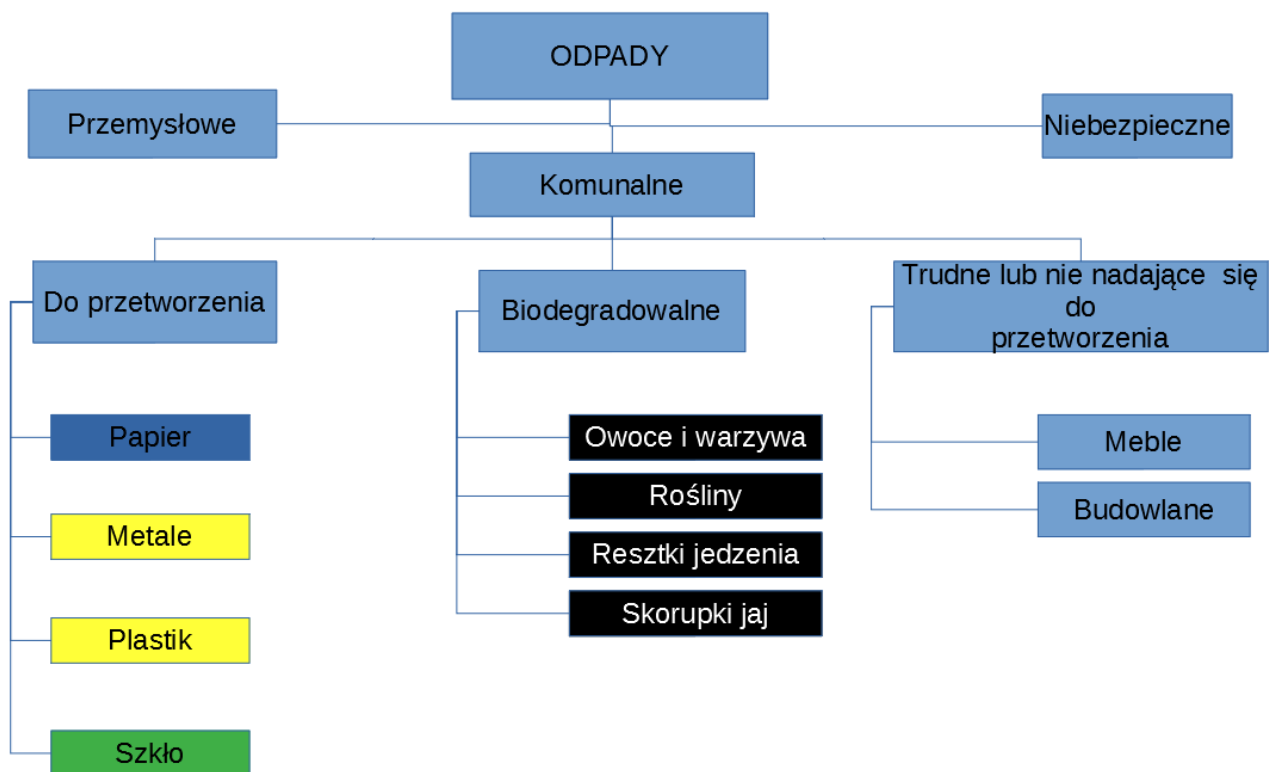 ODPADY
Przemysłowe
Niebezpieczne
Komunalne
Do przetworzenia
Biodegradowalne
Trudne lub nie nadające się
do
przetworzenia
Papier
Metale
Plastik
Szkło
Owoce i warzywa
Rośliny
Resztki jedzenia
Skorupki jaj
Meble
Budowlane